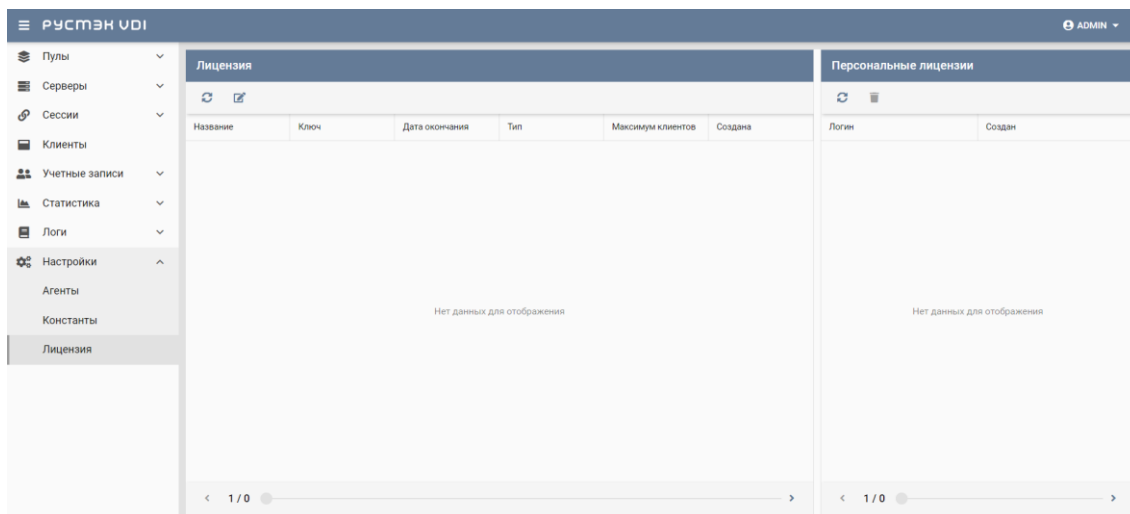 РУСТЭК VDI
ADMIN
Пулы
Серверы
Сессии
Клиенты
Учетные записи
Статистика
Логи
Настройки
Агенты
Константы
Лицензия
Лицензия
Название Ключ Дата окончания Тип Максимум клиентов Создана
Нет данных для отображения
1 / 0
Персональные лицензии
Логин Создан
Нет данных для отображения
1 / 0